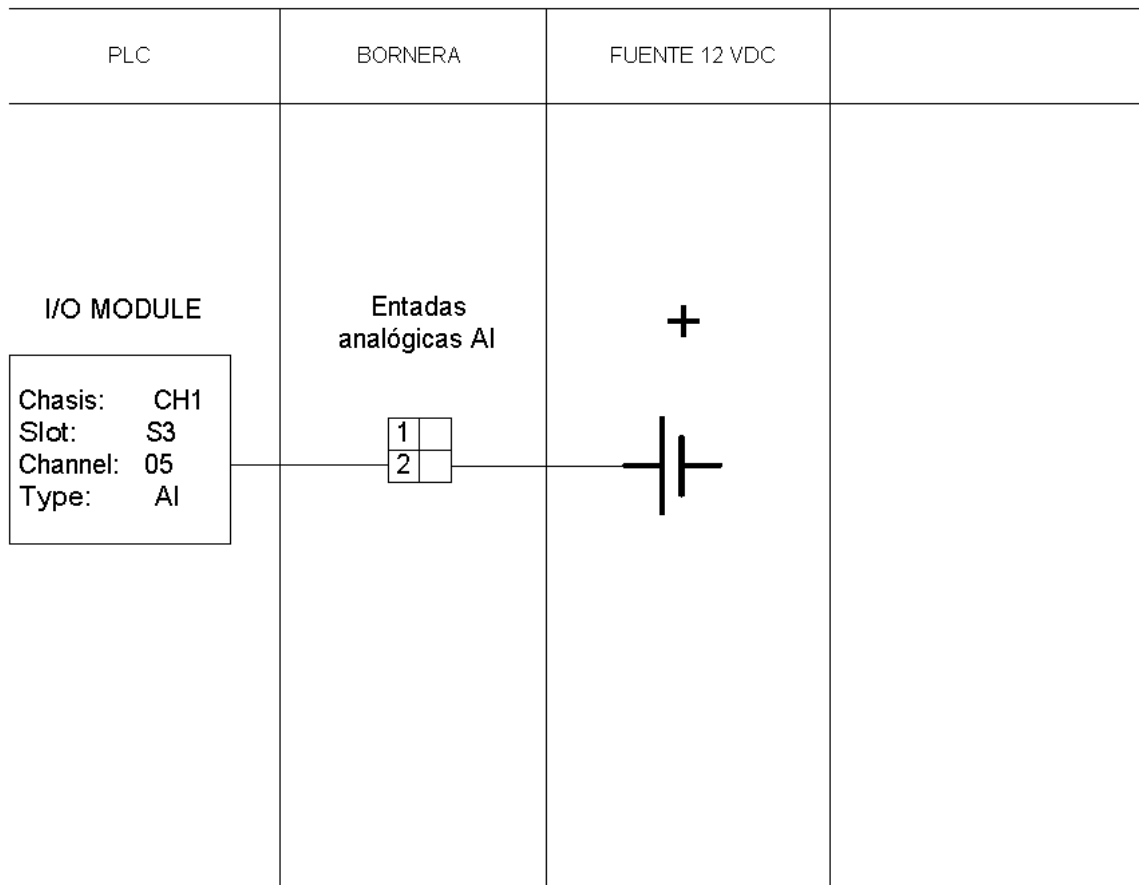 PLC
BORNERA
FUENTE 12 VDC
I/O MODULE
Entadas
analógicas AI
+
Chasis: CH1
Slot: S3
Channel: 05
Type: AI
1
2